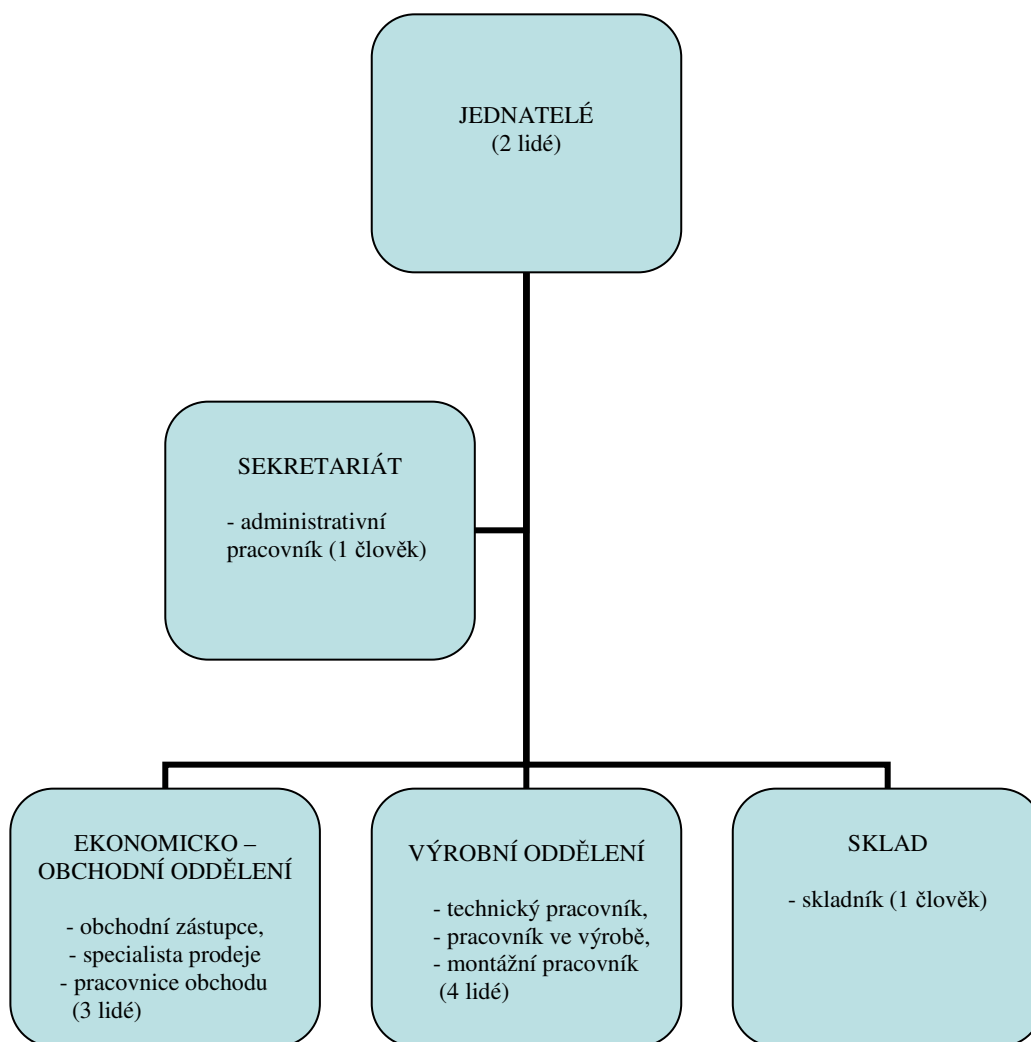 JEDNATELÉ
(2 lidé)
SEKRETARIÁT
- administrativní
pracovník (1 člověk)
EKONOMICKO –
OBCHODNÍ ODDĚLENÍ
- obchodní zástupce,
- specialista prodeje
- pracovnice obchodu
(3 lidé)
VÝROBNÍ ODDĚLENÍ
- technický pracovník,
- pracovník ve výrobě,
- montážní pracovník
(4 lidé)
SKLAD
- skladník (1 člověk)